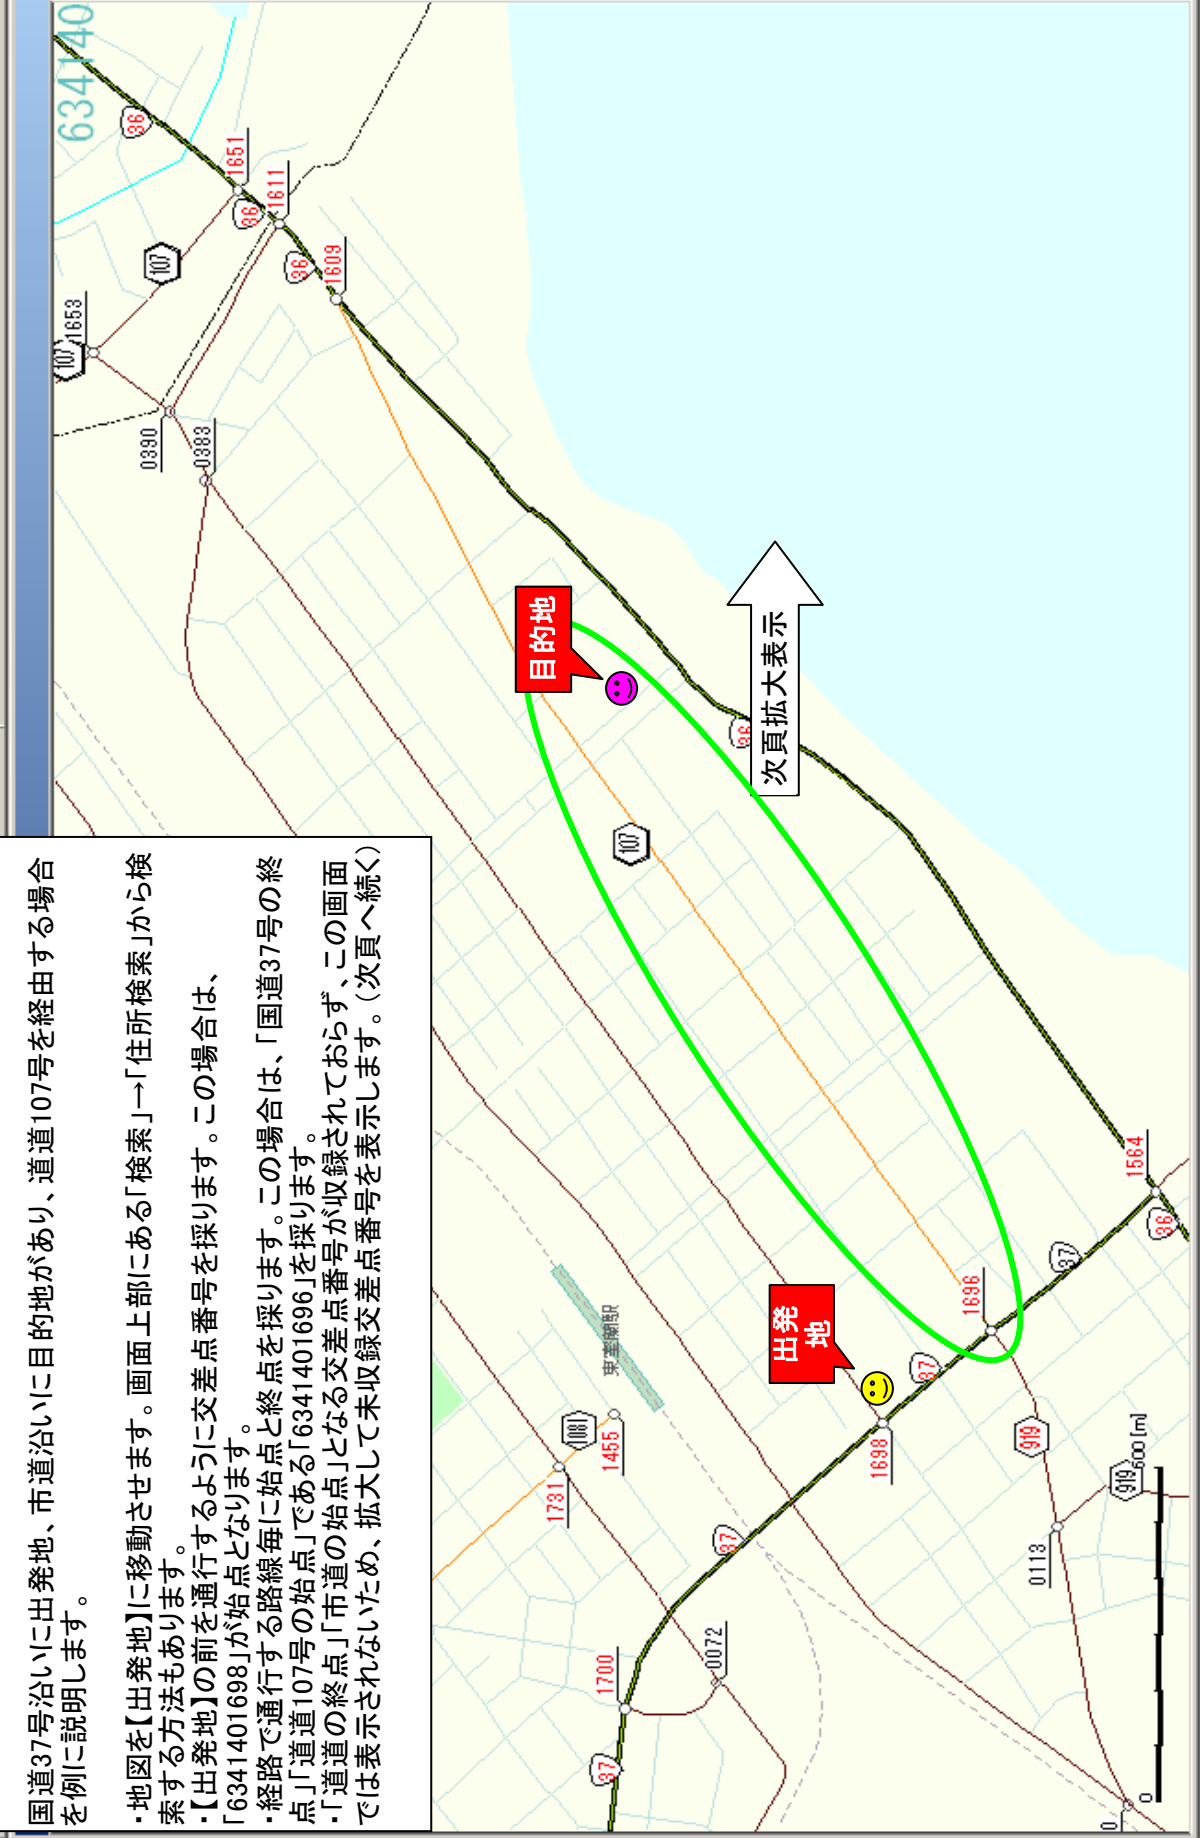 国道37号沿いに出発地、市道沿いに目的地があり、道道107号を経由する場合
を例に説明します。
・地図を【出発地】に移動させます。画面上部にある「検索」→「住所検索」から検
索する方法もあります。
・【出発地】の前を通行するように交差点番号を採ります。この場合は、
「634140​1698」が始点となります。
・経路で通行する路線毎に始点と終点を採ります。この場合は、「国道37号の終
点」「道道107号の始点」である「6341401696」を採ります。
・「道道の終点」「市道の始点」となる交差点番号が収録されておらず、この画面
では表示されないため、拡大して未収録交差点番号を表示します。（次頁へ続く）
634140
36
1651
36
1611
36
1609
107
1653
107
0390
0383
目的地
次頁拡大表示
36
107
1564
36
37
1696
出発
地
37
1698
東室蘭駅
1081
1455
1731
37
919
919
600 [m]
0113
0072
1700
37
0
0